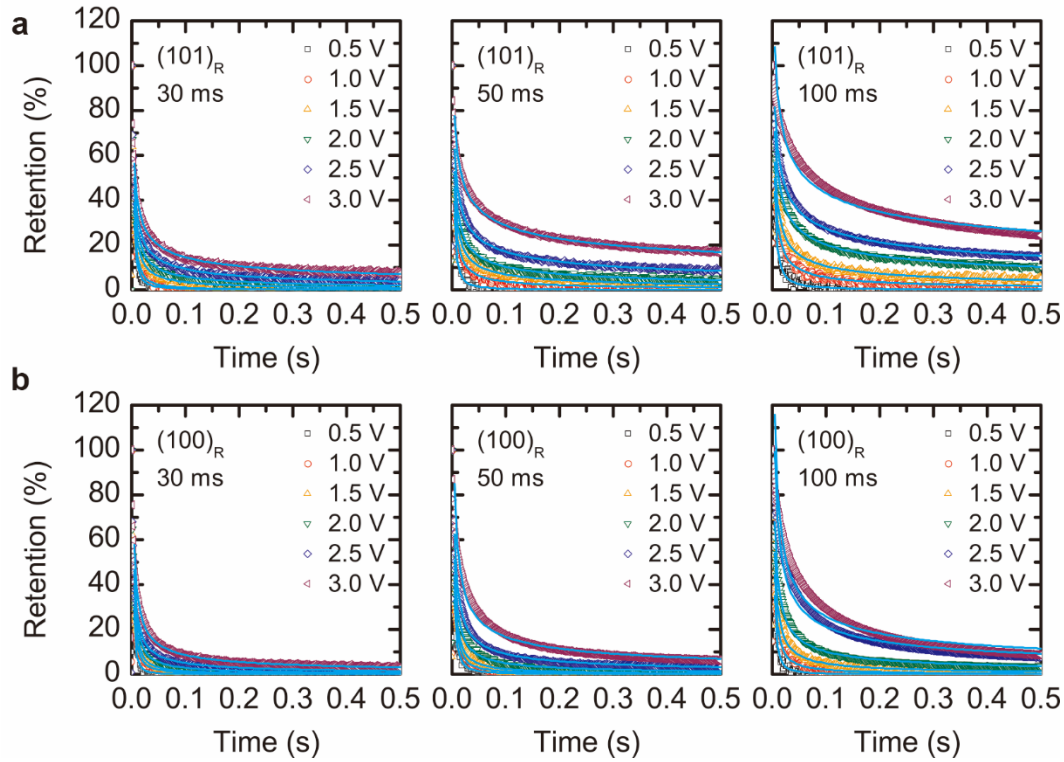 a
Retention (%)
120
100
80
60
40
20
0
(101)R
30 ms
0.5 V
1.0 V
1.5 V
2.0 V
2.5 V
3.0 V
0.0 0.1 0.2 0.3 0.4 0.5
Time (s)
(101)R
50 ms
0.5 V
1.0 V
1.5 V
2.0 V
2.5 V
3.0 V
0.0 0.1 0.2 0.3 0.4 0.5
Time (s)
(101)R
100 ms
0.5 V
1.0 V
1.5 V
2.0 V
2.5 V
3.0 V
0.0 0.1 0.2 0.3 0.4 0.5
Time (s)
b
Retention (%)
120
100
80
60
40
20
0
(100)R
30 ms
0.5 V
1.0 V
1.5 V
2.0 V
2.5 V
3.0 V
0.0 0.1 0.2 0.3 0.4 0.5
Time (s)
(100)R
50 ms
0.5 V
1.0 V
1.5 V
2.0 V
2.5 V
3.0 V
0.0 0.1 0.2 0.3 0.4 0.5
Time (s)
(100)R
100 ms
0.5 V
1.0 V
1.5 V
2.0 V
2.5 V
3.0 V
0.0 0.1 0.2 0.3 0.4 0.5
Time (s)